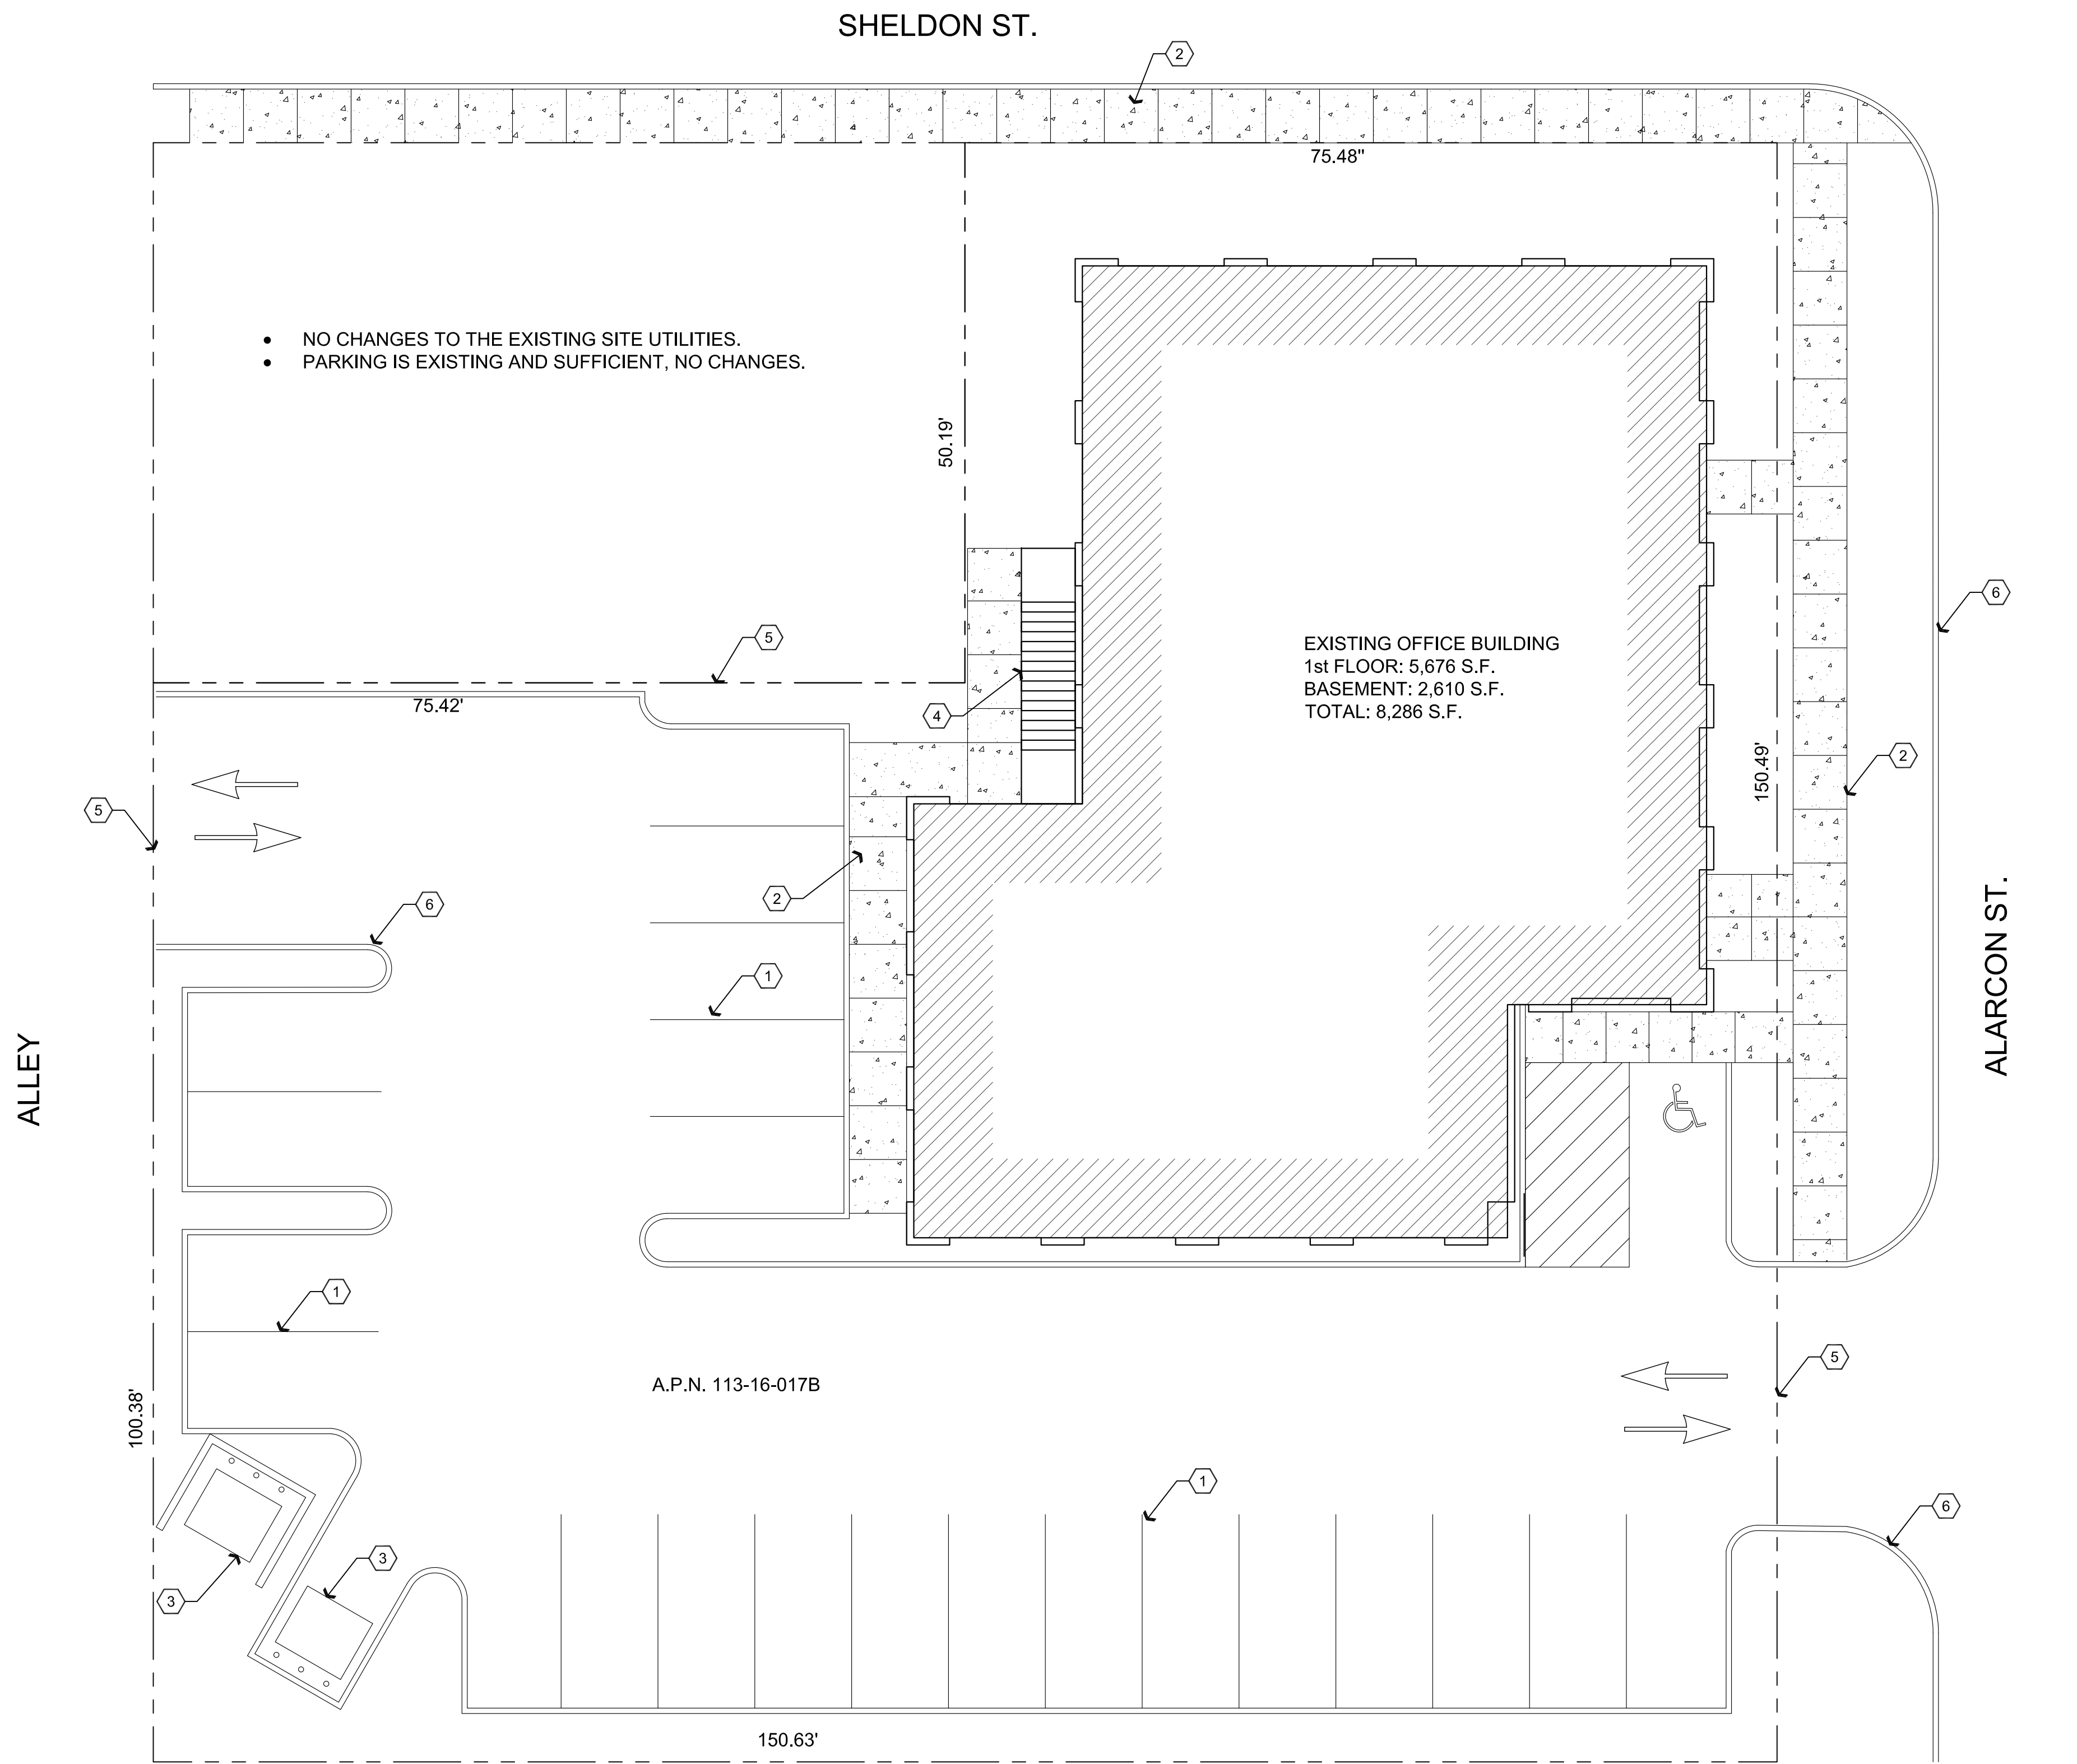 SHELDON ST.
2
75.48"
• NO CHANGES TO THE EXISTING SITE UTILITIES.
• PARKING IS EXISTING AND SUFFICIENT, NO CHANGES.
50.19'
6
5
EXISTING OFFICE BUILDING
1st FLOOR: 5,676 S.F.
BASEMENT: 2,610 S.F.
TOTAL: 8,286 S.F.
4
75.42'
150.49'
2
5
2
6
ALARCON ST.
1
ALLEY
1
5
A.P.N. 113-16-017B
100.38'
1
6
3
3
150.63'